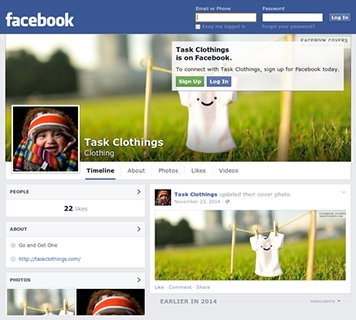 facebook
Email or Phone
Password
Log In
Keep me logged in
Forgot your password?
FACEBOOK COVERS
Task Clothings
is on Facebook.
To connect with Task Clothings, sign up for Facebook today.
Sign Up
Log In
Task Clothings
Clothing
Timeline
About
Photos
Likes
Videos
PEOPLE
22 likes
ABOUT
Go and Get One
http://taskclothings.com/
PHOTOS
Task Clothings updated their cover photo.
November 23, 2014
Like · Comment · Share
EARLIER IN 2014
HIGHLIGHTS